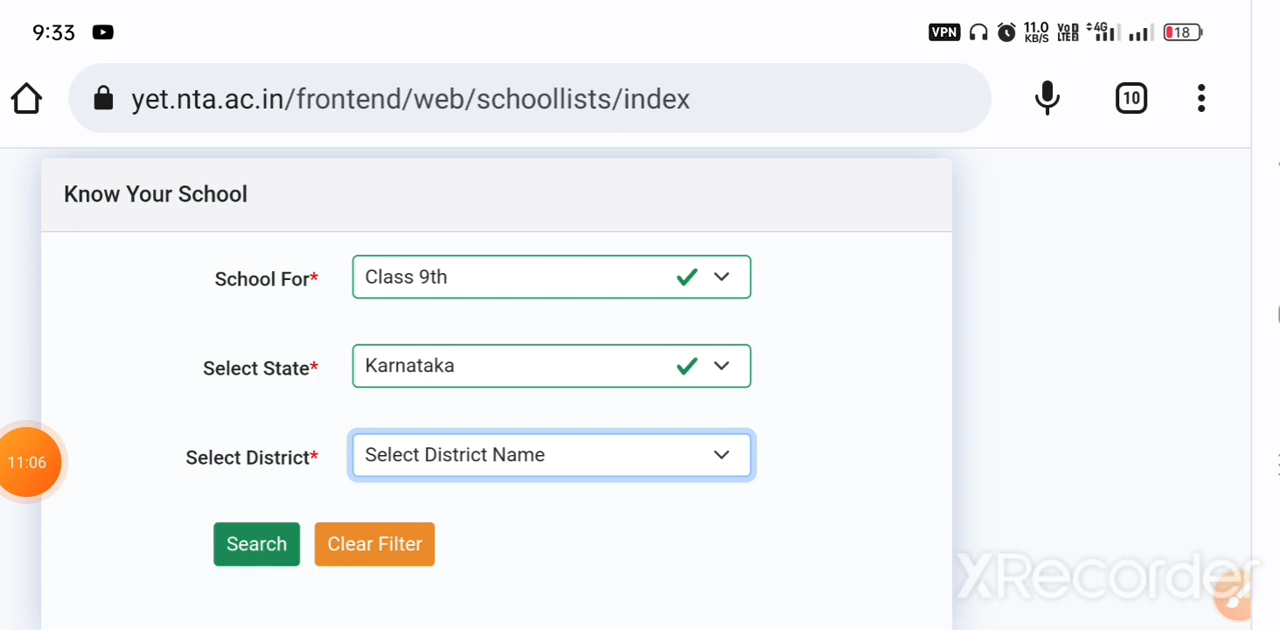 9:33
VPN 11.0 KB/S VoD LTE2 4G 18
yet.nta.ac.in/frontend/web/schoollists/index
10
Know Your School
School For* Class 9th
Select State* Karnataka
Select District* Select District Name
11:06
Search Clear Filter
XRecorder